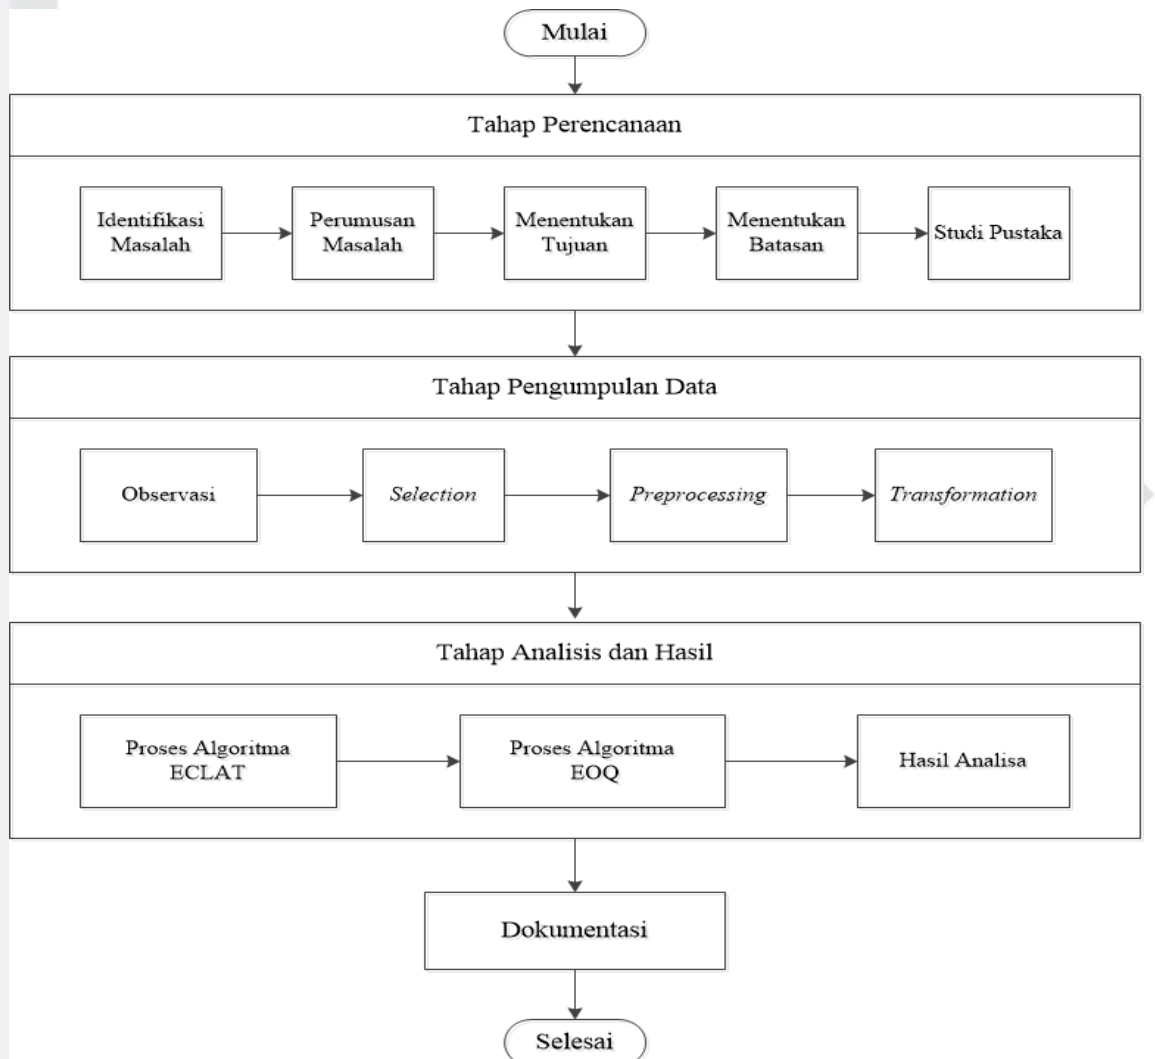 Mulai
Tahap Perencanaan
Identifikasi
Masalah
Perumusan
Masalah
Menentukan
Tujuan
Menentukan
Batasan
Studi Pustaka
Tahap Pengumpulan Data
Observasi
Selection
Preprocessing
Transformation
Tahap Analisis dan Hasil
Proses Algoritma
ECLAT
Proses Algoritma
EOQ
Hasil Analisa
Dokumentasi
Selesai